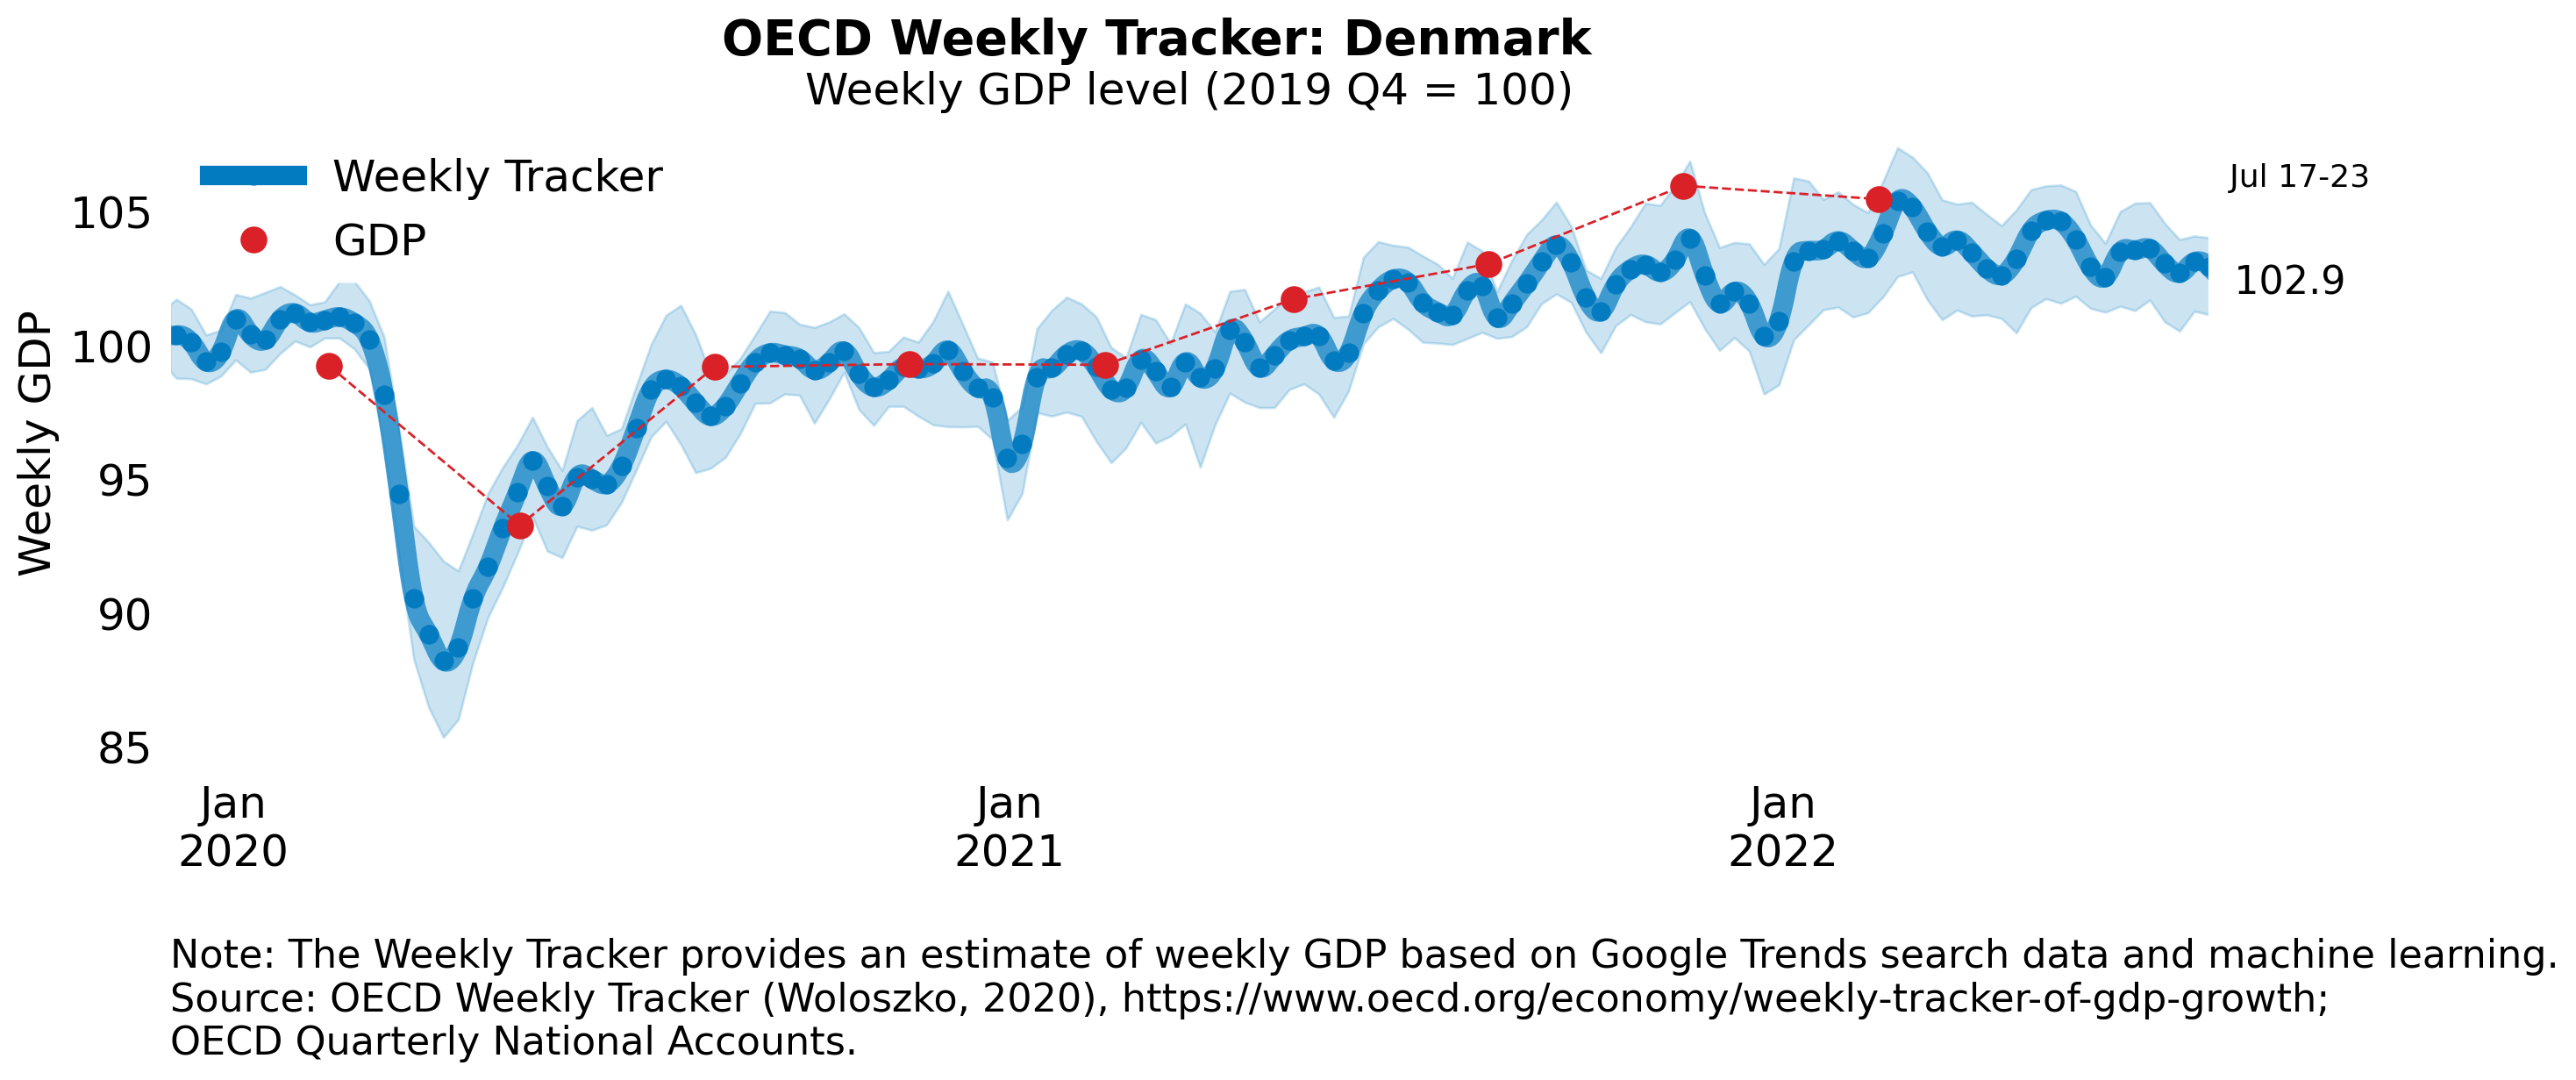 OECD Weekly Tracker: Denmark
Weekly GDP level (2019 Q4 = 100)
Weekly Tracker
GDP
Jul 17-23
102.9
Weekly GDP
105
100
95
90
85
Jan
2020
Jan
2021
Jan
2022
Note: The Weekly Tracker provides an estimate of weekly GDP based on Google Trends search data and machine learning.
Source: OECD Weekly Tracker (Woloszko, 2020), https://www.oecd.org/economy/weekly-tracker-of-gdp-growth;
OECD Quarterly National Accounts.